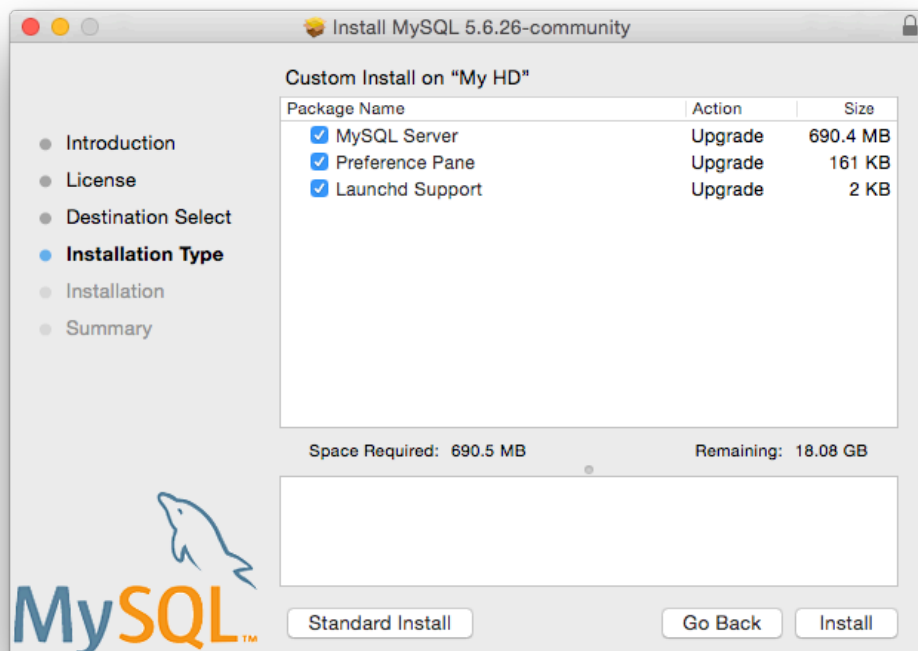 Install MySQL 5.6.26-community
Custom Install on “My HD”
Package Name Action Size
MySQL Server Upgrade 690.4 MB
Preference Pane Upgrade 161 KB
Launchd Support Upgrade 2 KB
Introduction
License
Destination Select
Installation Type
Installation
Summary
Space Required: 690.5 MB Remaining: 18.08 GB
MySQL™
Standard Install Go Back Install